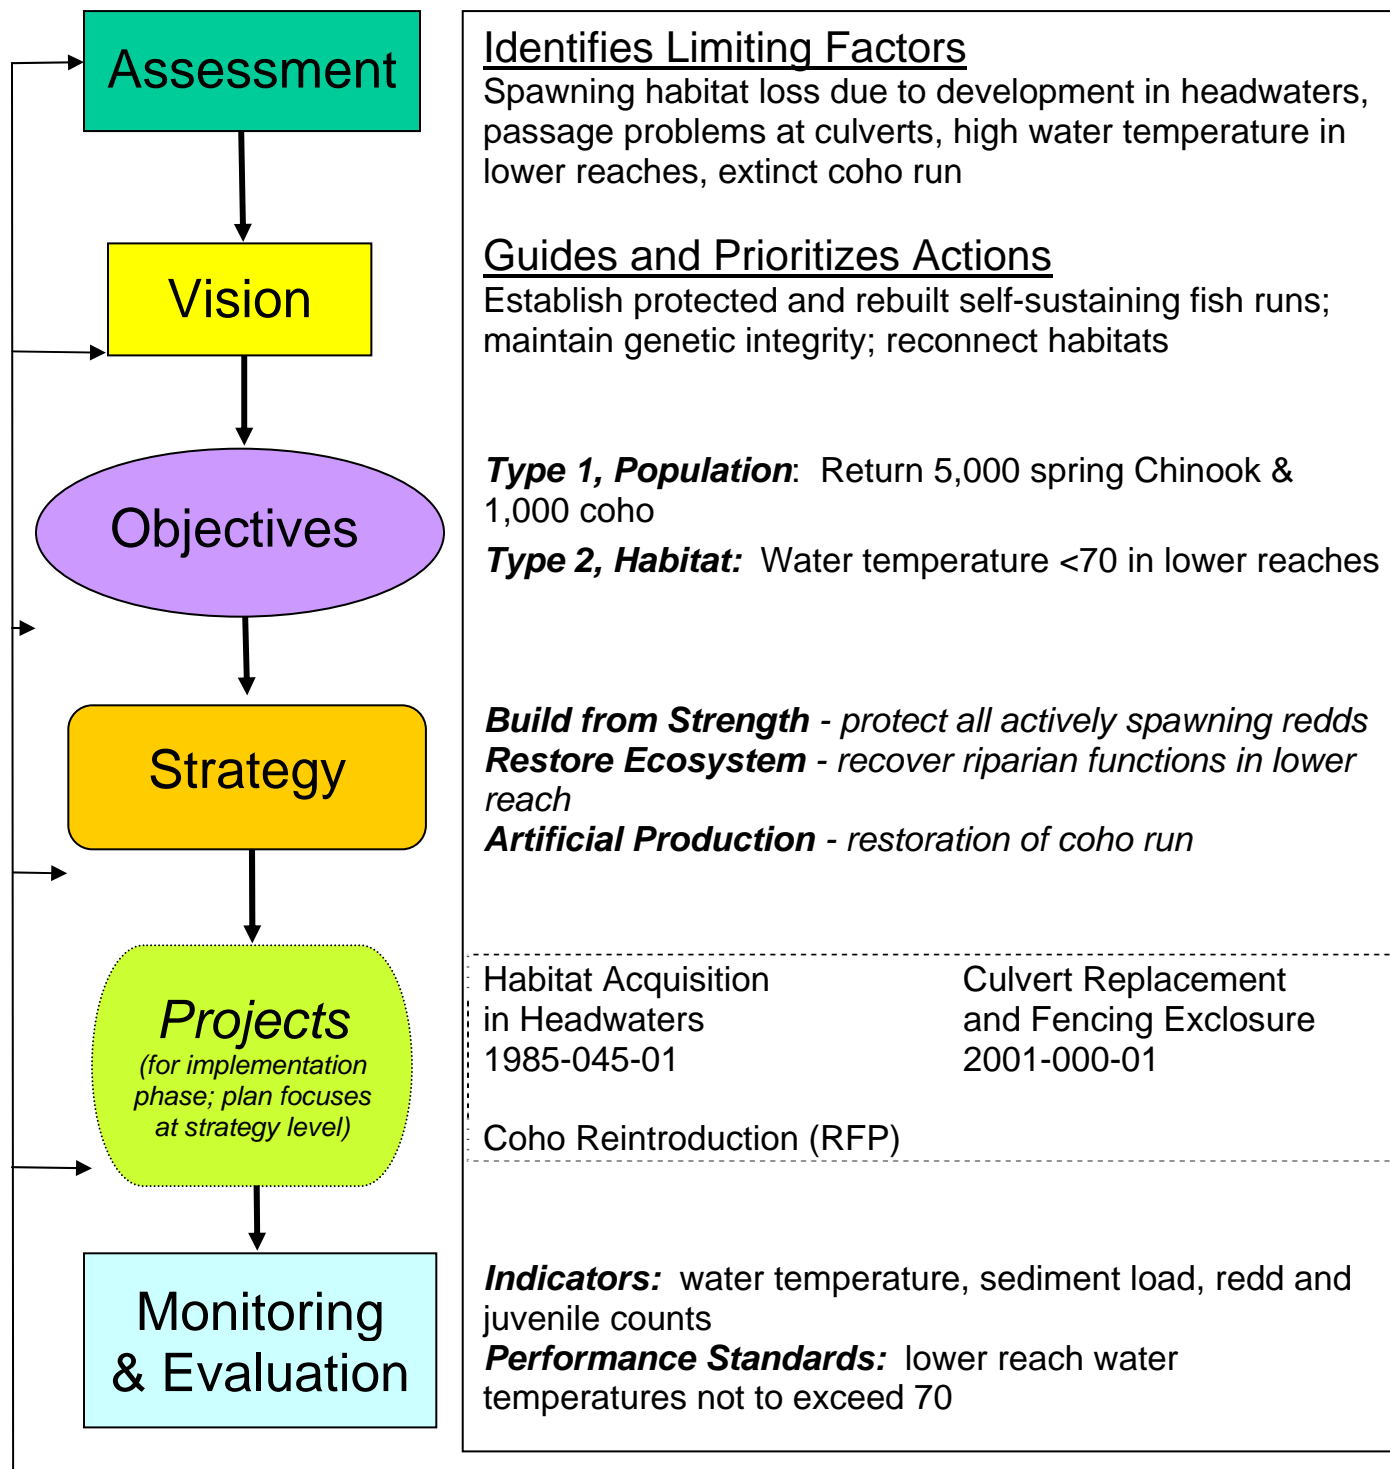 Assessment
Identifies Limiting Factors
Spawning habitat loss due to development in headwaters,
passage problems at culverts, high water temperature in
lower reaches, extinct coho run
Vision
Guides and Prioritizes Actions
Establish protected and rebuilt self-sustaining fish runs;
maintain genetic integrity; reconnect habitats
Objectives
Type 1, Population:  Return 5,000 spring Chinook &
1,000 coho
Type 2, Habitat:  Water temperature <70 in lower reaches
Strategy
Build from Strength - protect all actively spawning redds
Restore Ecosystem - recover riparian functions in lower
reach
Artificial Production - restoration of coho run
Projects
(for implementation
phase; plan focuses
at strategy level)
Habitat Acquisition
in Headwaters
1985-045-01
Culvert Replacement
and Fencing Exclosure
2001-000-01
Coho Reintroduction (RFP)
Monitoring
& Evaluation
Indicators:  water temperature, sediment load, redd and
juvenile counts
Performance Standards:  lower reach water
temperatures not to exceed 70